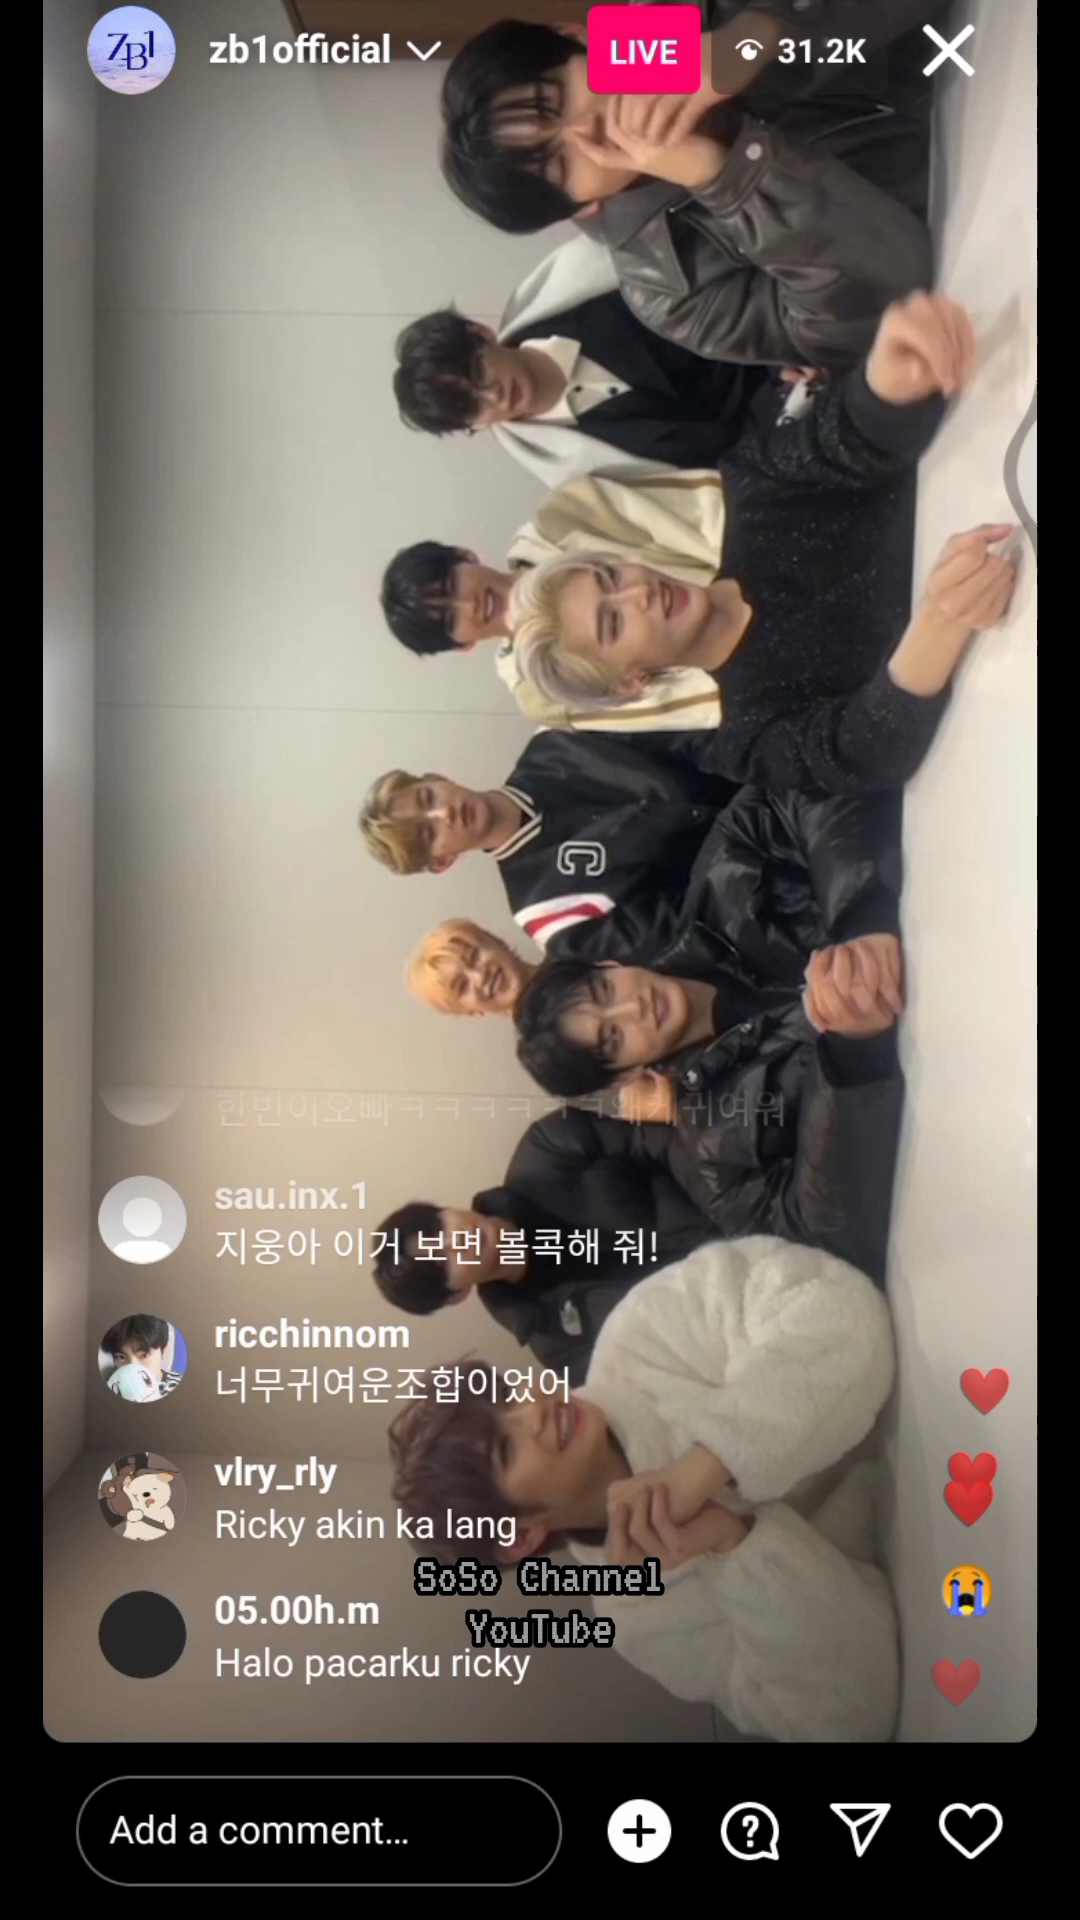 ZB1
zb1official
LIVE
31.2K
한빈이오빠ㅋㅋㅋㅋㅋㅋㅋ왜케귀여워
sau.inx.1
지웅아 이거 보면 볼콕해 줘!
ricchinnom
너무귀여운조합이었어
vlry_rly
Ricky akin ka lang
SoSo Channel
YouTube
05.00h.m
Halo pacarku ricky
C
Add a comment...